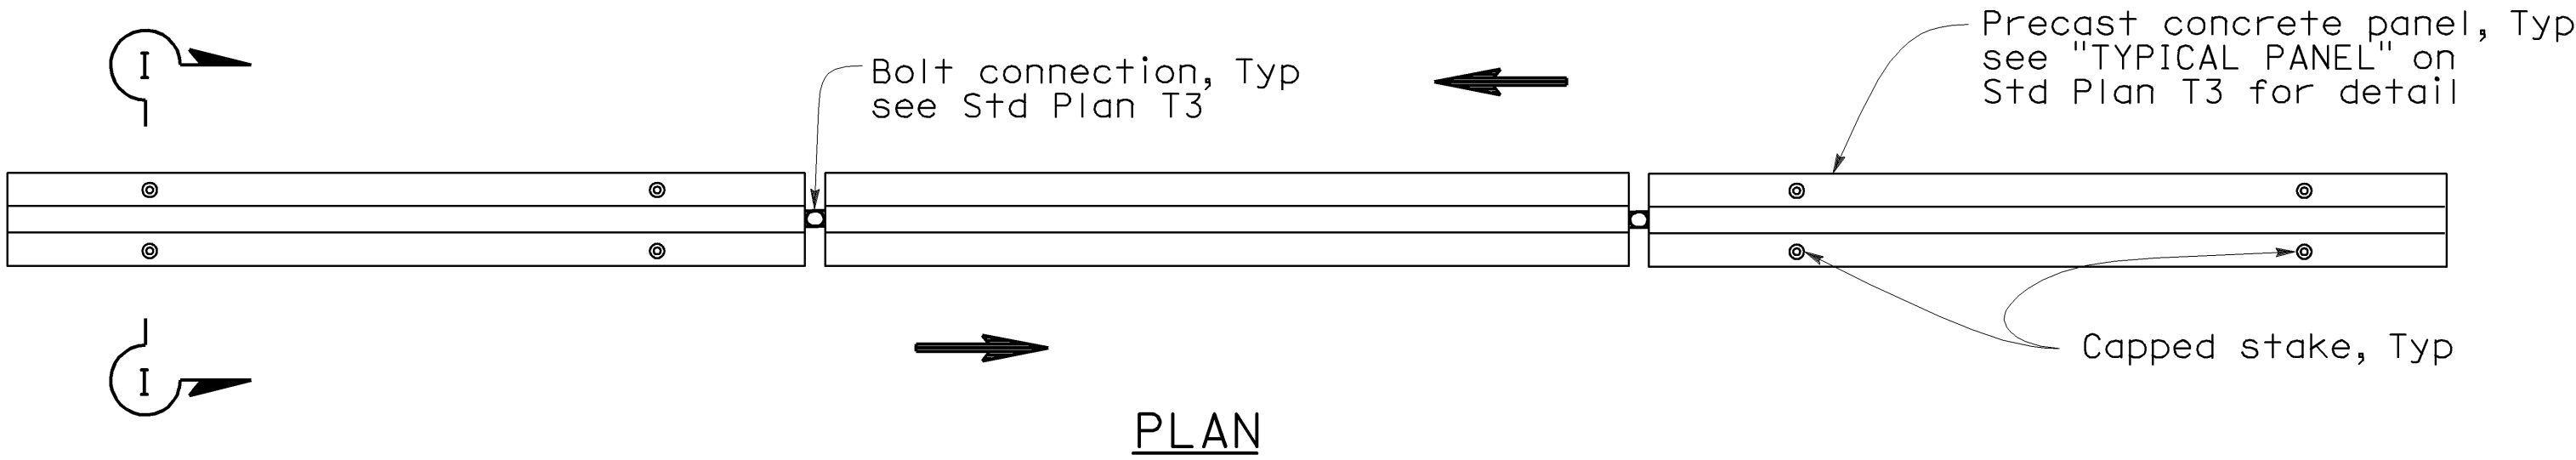 I
Bolt connection, Typ
see Std Plan T3
Precast concrete panel, Typ
see "TYPICAL PANEL" on
Std Plan T3 for detail
I
Capped stake, Typ
PLAN